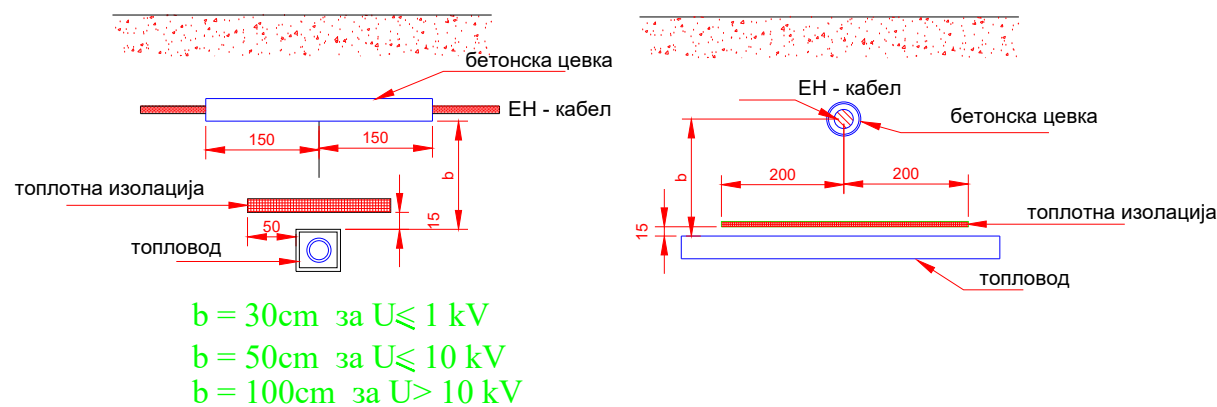 бетонска цевка
ЕН - кабел
150
150
b
топлотна изолација
15
50
топловод
ЕН - кабел
бетонска цевка
b
200
200
топлотна изолација
15
топловод
b = 30cm за U⩽ 1 kV
b = 50cm за U⩽ 10 kV
b = 100cm за U> 10 kV